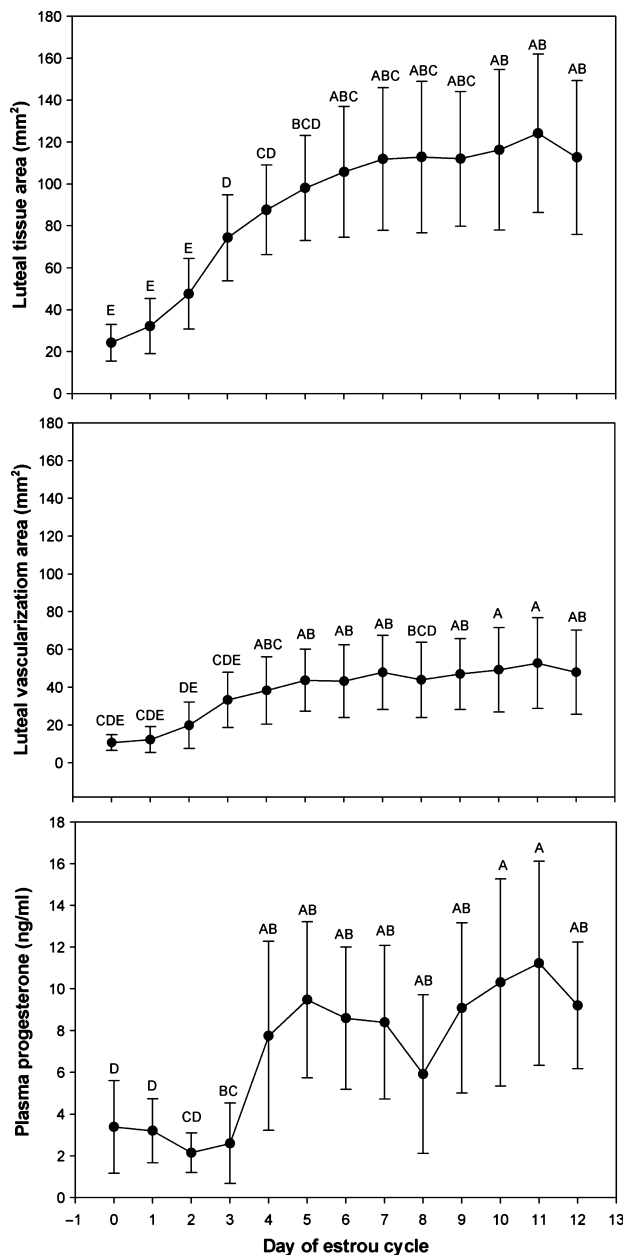 Luteal tissue area (mm²)
180
160
140
120
100
80
60
40
20
0
E
E
E
D
CD
BCD
ABC
ABC
ABC
ABC
AB
AB
AB
Luteal vascularizatiom area (mm²)
180
160
140
120
100
80
60
40
20
0
CDE
CDE
DE
CDE
ABC
AB
AB
AB
BCD
AB
A
A
AB
Plasma progesterone (ng/ml)
18
16
14
12
10
8
6
4
2
0
D
D
CD
BC
AB
AB
AB
AB
AB
AB
A
A
AB
–1 0 1 2 3 4 5 6 7 8 9 10 11 12 13
Day of estrou cycle